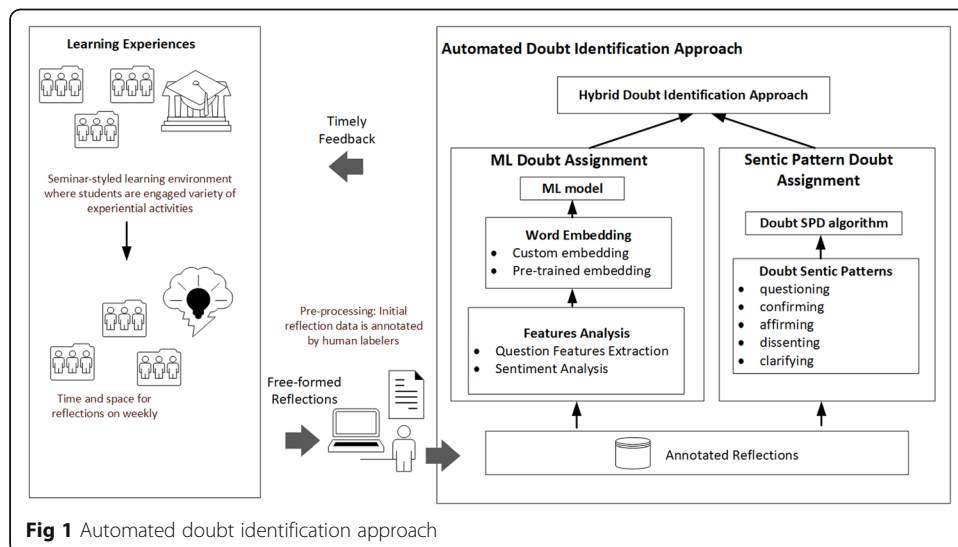 Learning Experiences
Seminar-styled learning environment
where students are engaged variety of
experiential activities
Time and space for
reflections on weekly
Timely
Feedback
Pre-processing: Initial
reflection data is annotated
by human labelers
Free-formed
Reflections
Automated Doubt Identification Approach
Hybrid Doubt Identification Approach
ML Doubt Assignment
ML model
Word Embedding
• Custom embedding
• Pre-trained embedding
Features Analysis
• Question Features Extraction
• Sentiment Analysis
Sentic Pattern Doubt
Assignment
Doubt SPD algorithm
Doubt Sentic Patterns
• questioning
• confirming
• affirming
• dissenting
• clarifying
Annotated Reflections
Fig 1 Automated doubt identification approach